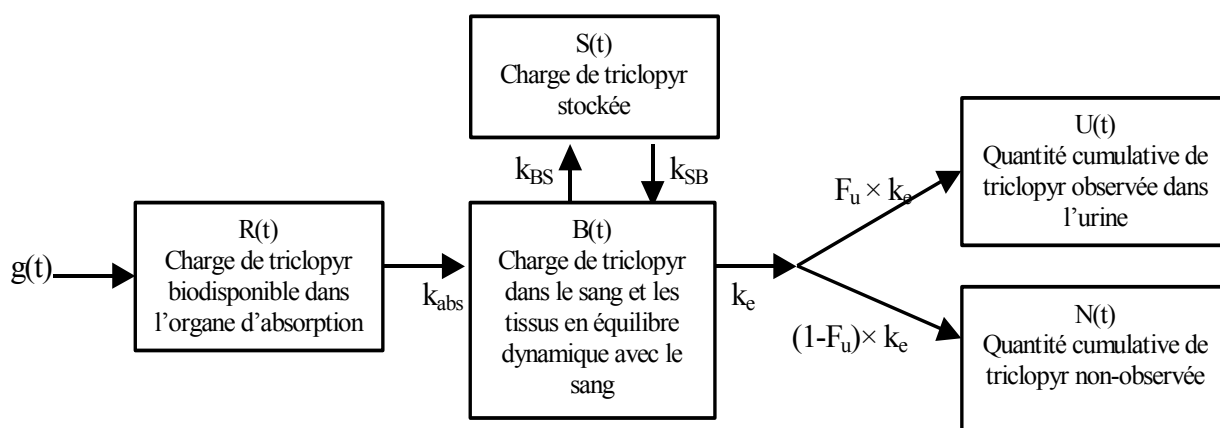 S(t)
Charge de triclopyr
stockée
k_BS
k_SB
g(t)
R(t)
Charge de triclopyr
biodisponible dans
l’organe d’absorption
k_abs
B(t)
Charge de triclopyr
dans le sang et les
tissus en équilibre
dynamique avec le
sang
k_e
F_u × k_e
(1-F_u)× k_e
U(t)
Quantité cumulative de
triclopyr observée dans
l’urine
N(t)
Quantité cumulative de
triclopyr non-observée